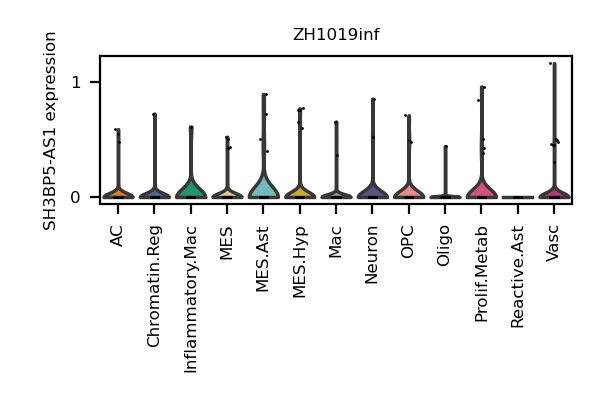 ZH1019inf
SH3BP5-AS1 expression
1
0
AC
Chromatin.Reg
Inflammatory.Mac
MES
MES.Ast
MES.Hyp
Mac
Neuron
OPC
Oligo
Prolif.Metab
Reactive.Ast
Vasc